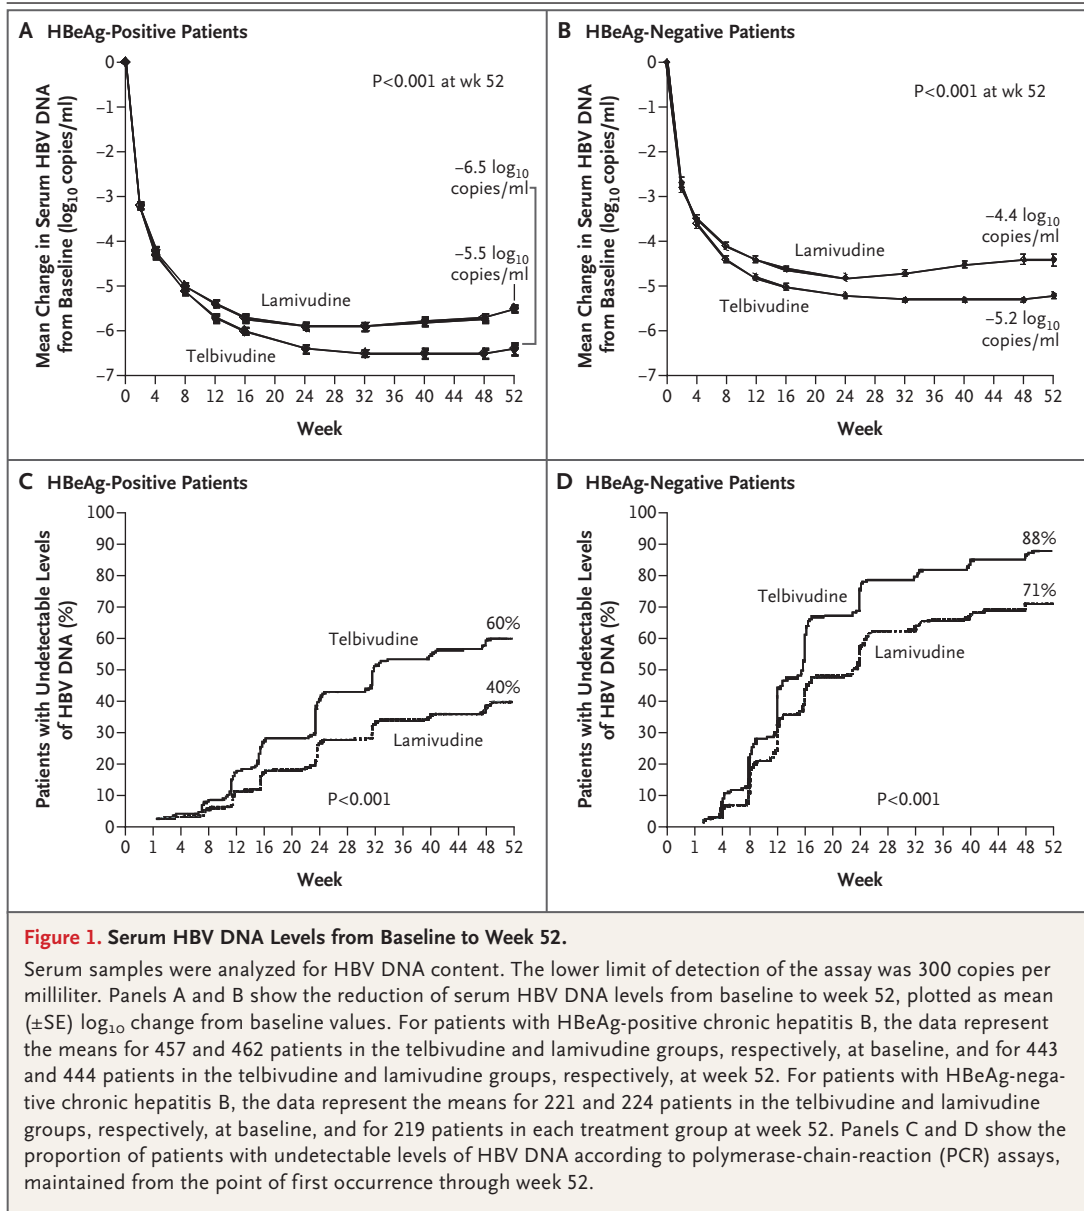 A HBeAg-Positive Patients
Mean Change in Serum HBV DNA
from Baseline (log10 copies/ml)
0
–1
–2
–3
–4
–5
–6
–7
P<0.001 at wk 52
–6.5 log10
copies/ml
–5.5 log10
copies/ml
Lamivudine
Telbivudine
0 4 8 12 16 20 24 28 32 36 40 44 48 52
Week
B HBeAg-Negative Patients
Mean Change in Serum HBV DNA
from Baseline (log10 copies/ml)
0
–1
–2
–3
–4
–5
–6
–7
P<0.001 at wk 52
–4.4 log10
copies/ml
Lamivudine
Telbivudine
–5.2 log10
copies/ml
0 4 8 12 16 20 24 28 32 36 40 44 48 52
Week
C HBeAg-Positive Patients
Patients with Undetectable Levels
of HBV DNA (%)
100
90
80
70
60
50
40
30
20
10
0
60%
Telbivudine
40%
Lamivudine
P<0.001
0 1 4 8 12 16 20 24 28 32 36 40 44 48 52
Week
D HBeAg-Negative Patients
Patients with Undetectable Levels
of HBV DNA (%)
100
90
80
70
60
50
40
30
20
10
0
88%
Telbivudine
71%
Lamivudine
P<0.001
0 1 4 8 12 16 20 24 28 32 36 40 44 48 52
Week
Figure 1. Serum HBV DNA Levels from Baseline to Week 52.
Serum samples were analyzed for HBV DNA content. The lower limit of detection of the assay was 300 copies per
milliliter. Panels A and B show the reduction of serum HBV DNA levels from baseline to week 52, plotted as mean
(±SE) log10 change from baseline values. For patients with HBeAg-positive chronic hepatitis B, the data represent
the means for 457 and 462 patients in the telbivudine and lamivudine groups, respectively, at baseline, and for 443
and 444 patients in the telbivudine and lamivudine groups, respectively, at week 52. For patients with HBeAg-nega-
tive chronic hepatitis B, the data represent the means for 221 and 224 patients in the telbivudine and lamivudine
groups, respectively, at baseline, and for 219 patients in each treatment group at week 52. Panels C and D show the
proportion of patients with undetectable levels of HBV DNA according to polymerase-chain-reaction (PCR) assays,
maintained from the point of first occurrence through week 52.